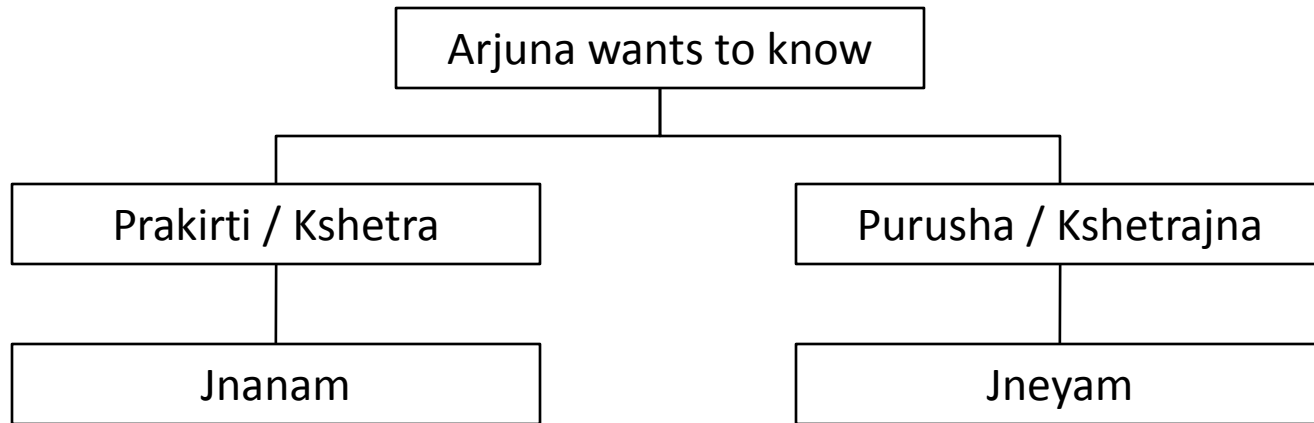 Arjuna wants to know
Prakirti / Kshetra
Purusha / Kshetrajna
Jnanam
Jneyam